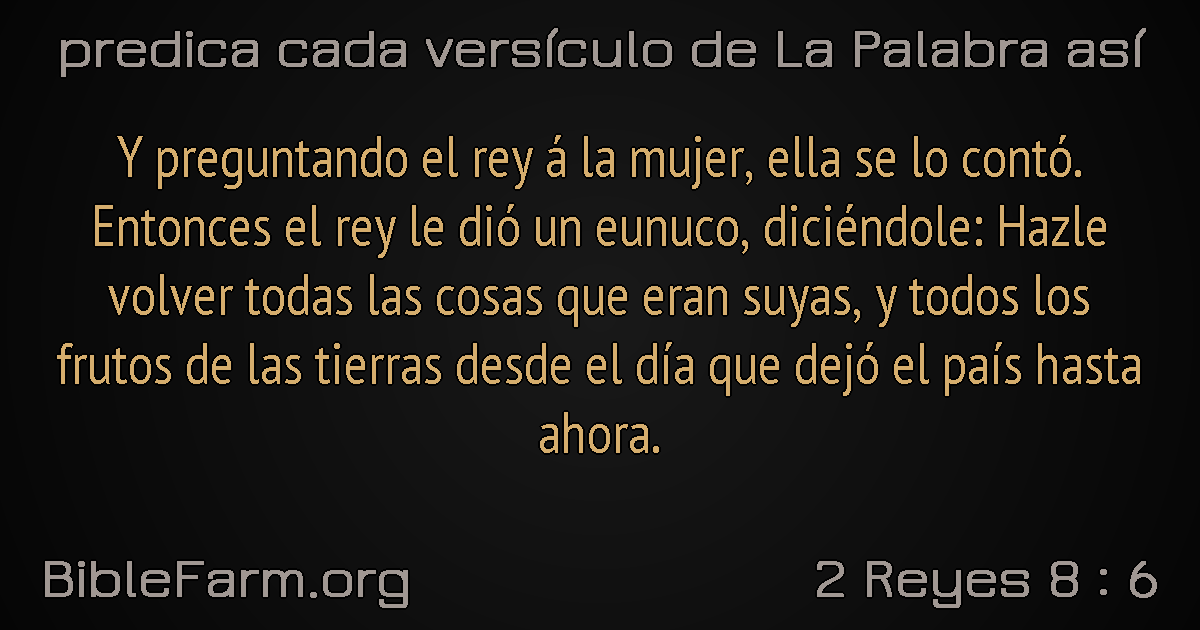 predica cada versículo de La Palabra así
Y preguntando el rey á la mujer, ella se lo contó.
Entonces el rey le dió un eunuco, diciéndole: Hazle
volver todas las cosas que eran suyas, y todos los
frutos de las tierras desde el día que dejó el país hasta
ahora.
BibleFarm.org
2 Reyes 8 : 6